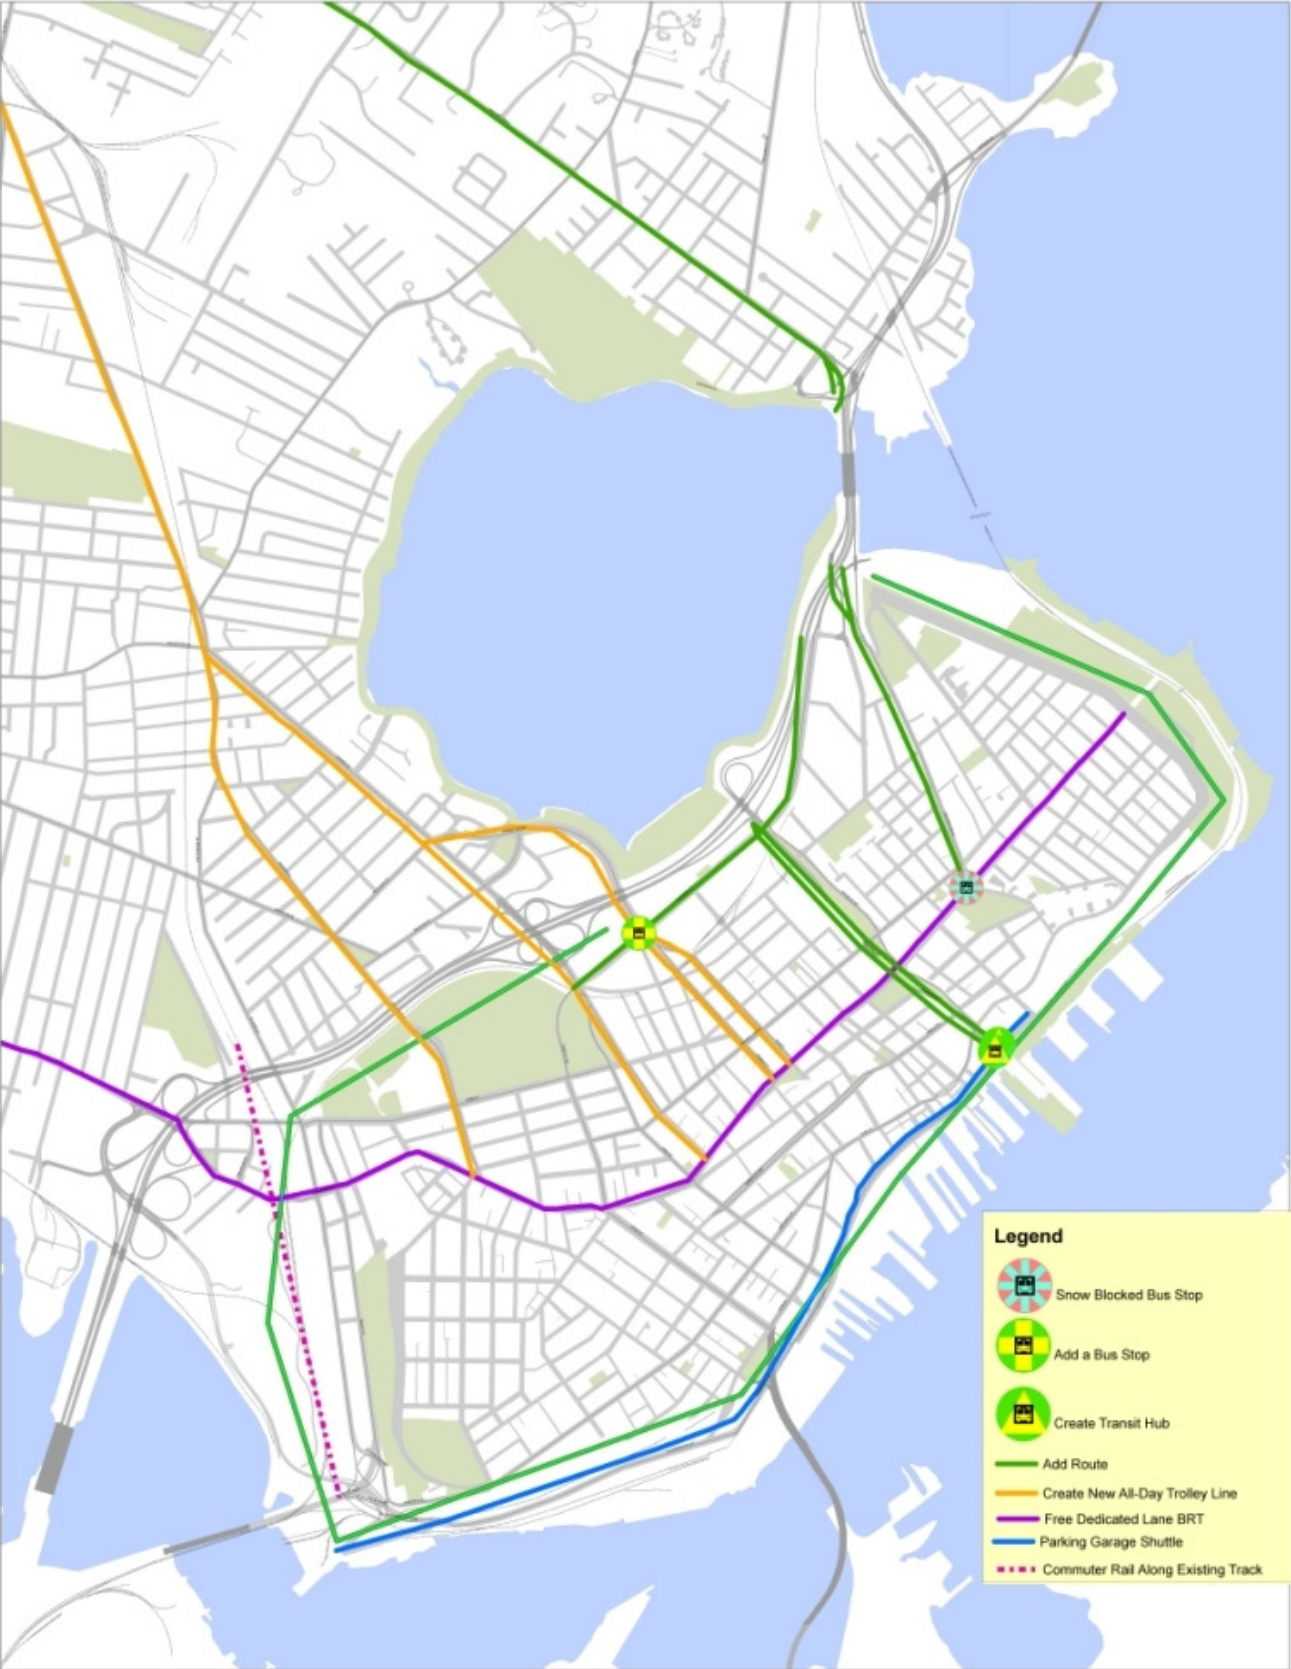 Legend
Snow Blocked Bus Stop
Add a Bus Stop
Create Transit Hub
Add Route
Create New All-Day Trolley Line
Free Dedicated Lane BRT
Parking Garage Shuttle
Commuter Rail Along Existing Track